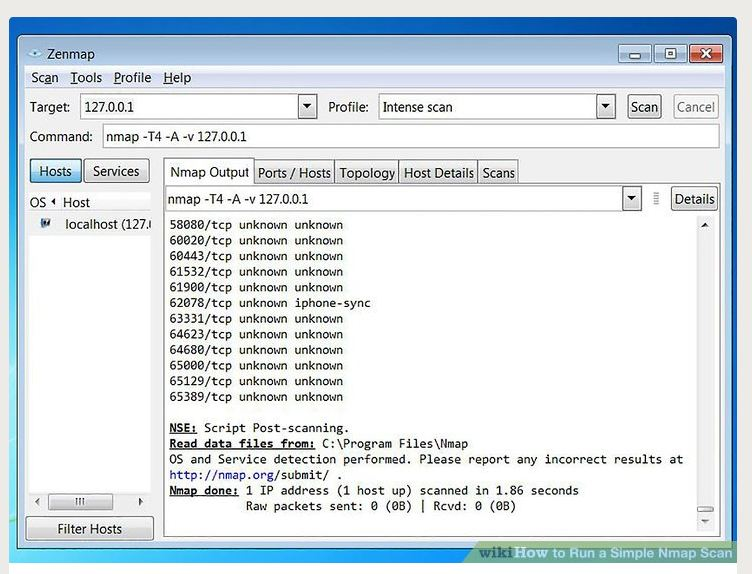 Zenmap
Scan Tools Profile Help
Target: 127.0.0.1 Profile: Intense scan Scan Cancel
Command: nmap -T4 -A -v 127.0.0.1
Hosts Services Nmap Output Ports / Hosts Topology Host Details Scans
OS Host nmap -T4 -A -v 127.0.0.1 Details
localhost (127.(
58080/tcp unknown unknown
60020/tcp unknown unknown
60443/tcp unknown unknown
61532/tcp unknown unknown
61900/tcp unknown unknown
62078/tcp unknown iphone-sync
63331/tcp unknown unknown
64623/tcp unknown unknown
64680/tcp unknown unknown
65000/tcp unknown unknown
65129/tcp unknown unknown
65389/tcp unknown unknown
NSE: Script Post-scanning.
Read data files from: C:\Program Files\Nmap
OS and Service detection performed. Please report any incorrect results at
http://nmap.org/submit/ .
Nmap done: 1 IP address (1 host up) scanned in 1.86 seconds
Raw packets sent: 0 (0B) | Rcvd: 0 (0B)
Filter Hosts
wikiHow to Run a Simple Nmap Scan